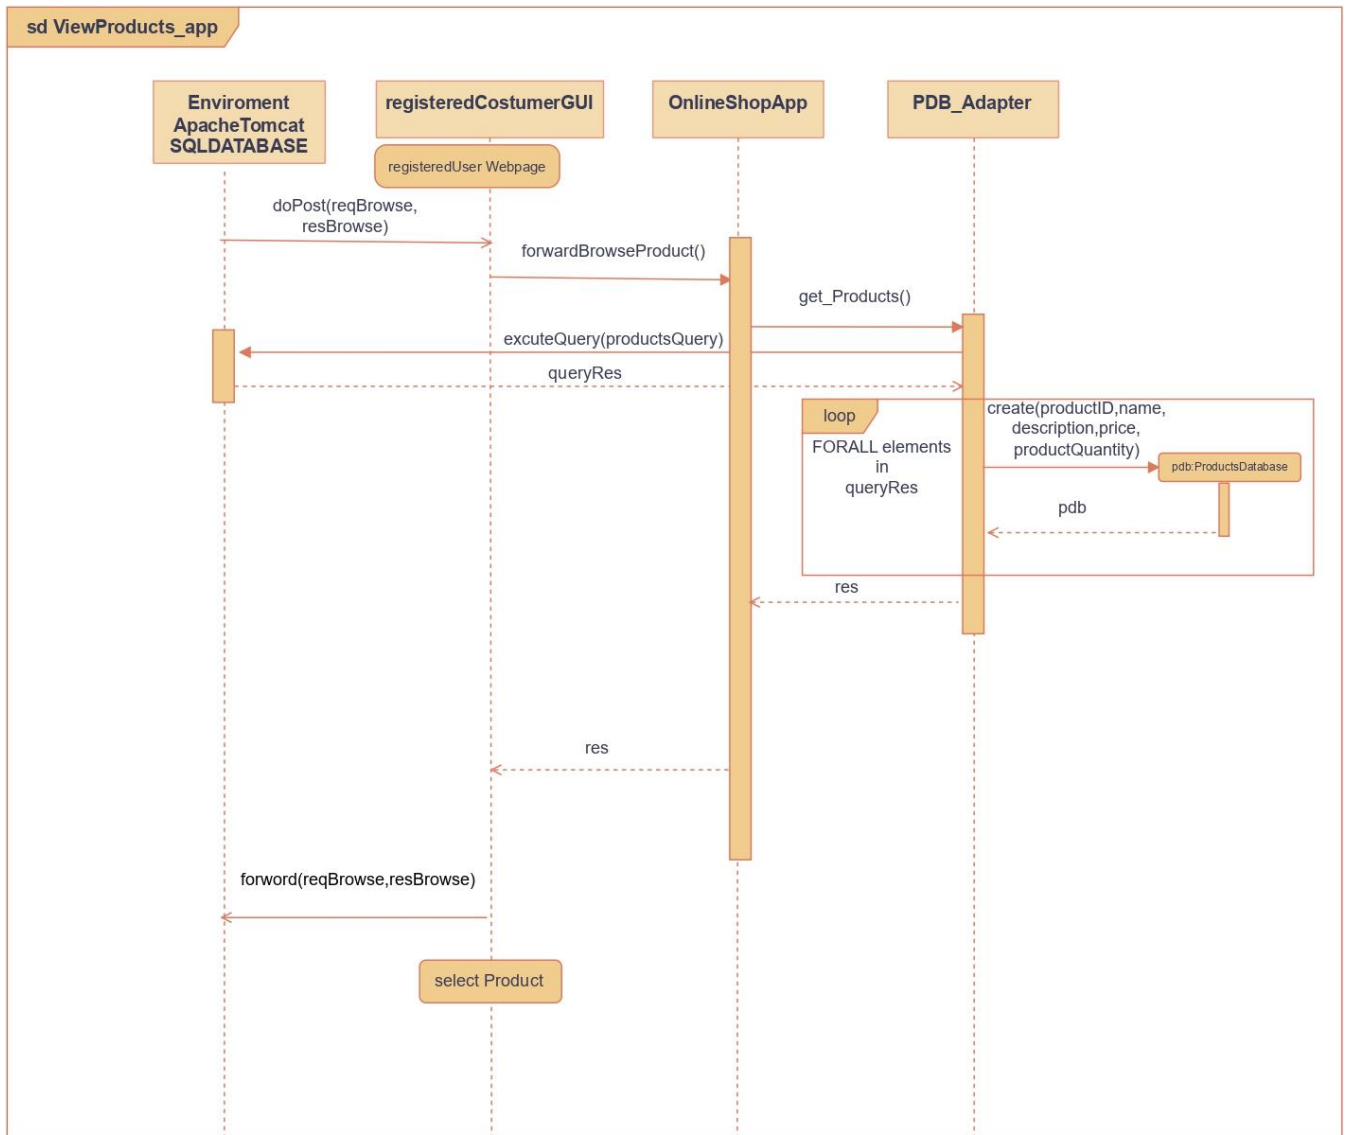 sd ViewProducts_app
Enviroment
ApacheTomcat
SQLDATABASE
registeredCostumerGUI
OnlineShopApp
PDB_Adapter
registeredUser Webpage
doPost(reqBrowse,
resBrowse)
forwardBrowseProduct()
get_Products()
excuteQuery(productsQuery)
queryRes
loop
FORALL elements
in
queryRes
create(productID,name,
description,price,
productQuantity)
pdb:ProductsDatabase
pdb
res
res
forword(reqBrowse,resBrowse)
select Product